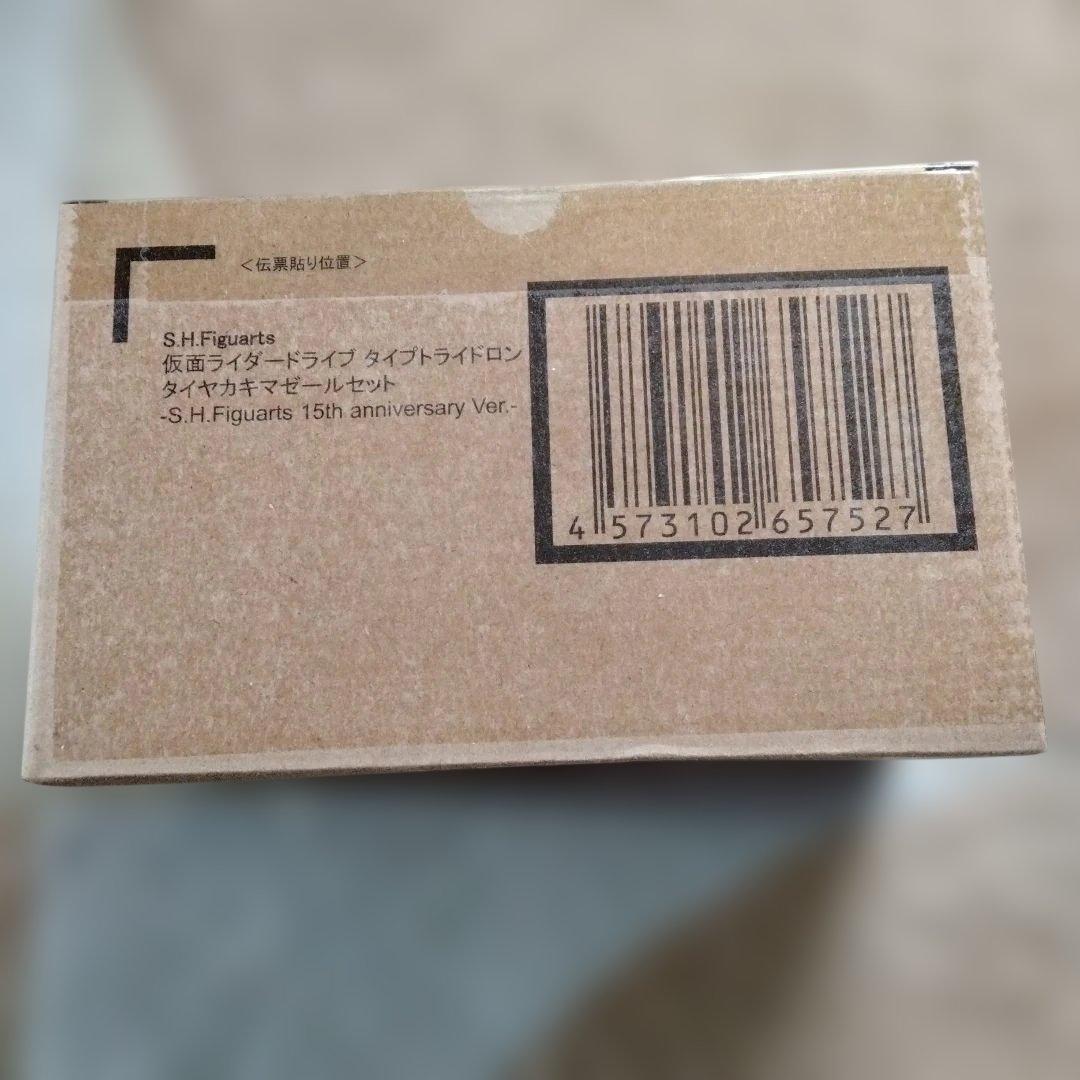 ＜伝票貼り位置＞
S.H.Figuarts
仮面ライダードライブ タイプトライドロン
タイヤカキマゼールセット
-S.H.Figuarts 15th anniversary Ver.-
4 573102 657527